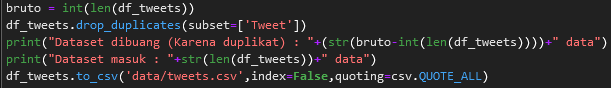 bruto = int(len(df_tweets))
df_tweets.drop_duplicates(subset=['Tweet'])
print("Dataset dibuang (Karena duplikat) : "+(str(bruto-int(len(df_tweets))))+" data")
print("Dataset masuk : "+str(len(df_tweets))+" data")
df_tweets.to_csv('data/tweets.csv',index=False,quoting=csv.QUOTE_ALL)